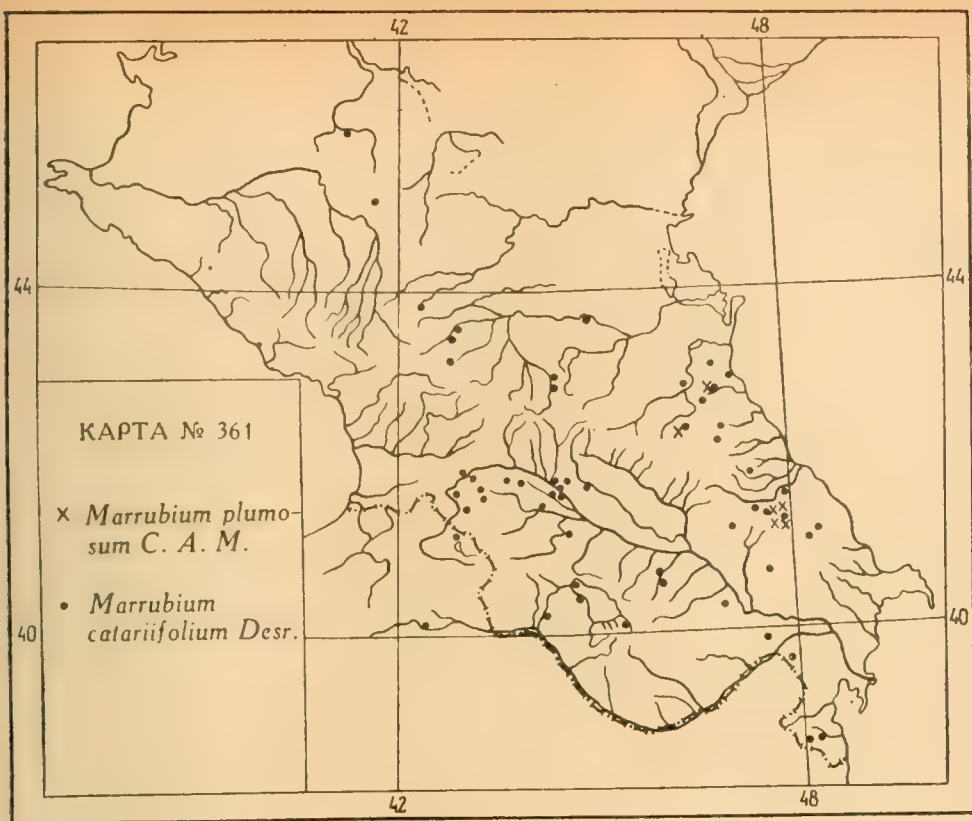 42 48
44 44
КАРТА № 361
x Marrubium plumo-
sum C. A. M.
• Marrubium
catariifolium Desr.
40 40
42 48